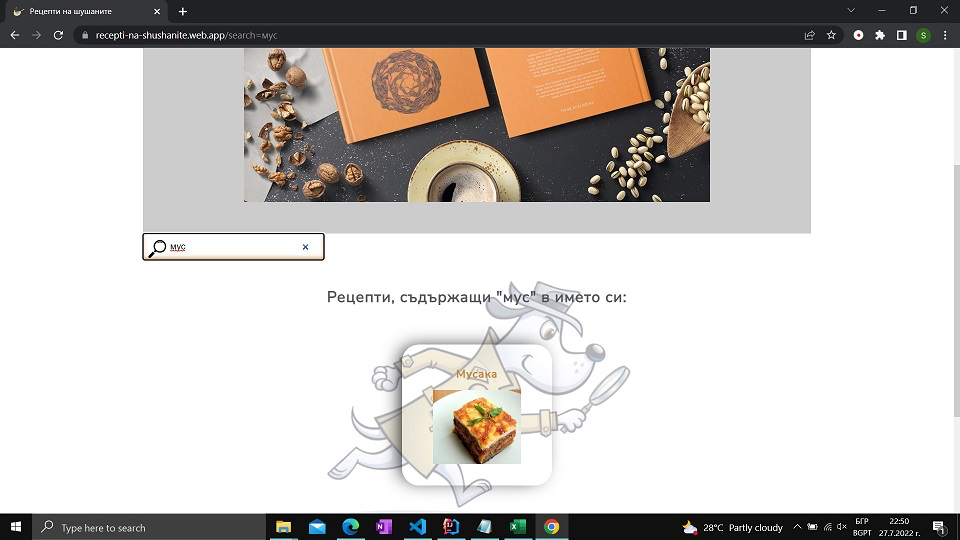 Рецепти на шушаните
recepti-na-shushanite.web.app/search=мус
S
мус
Рецепти, съдържащи "мус" в името си:
Мусака
Type here to search
28°C Partly cloudy
БГР
BGPT
22:50
27.7.2022 г.
1